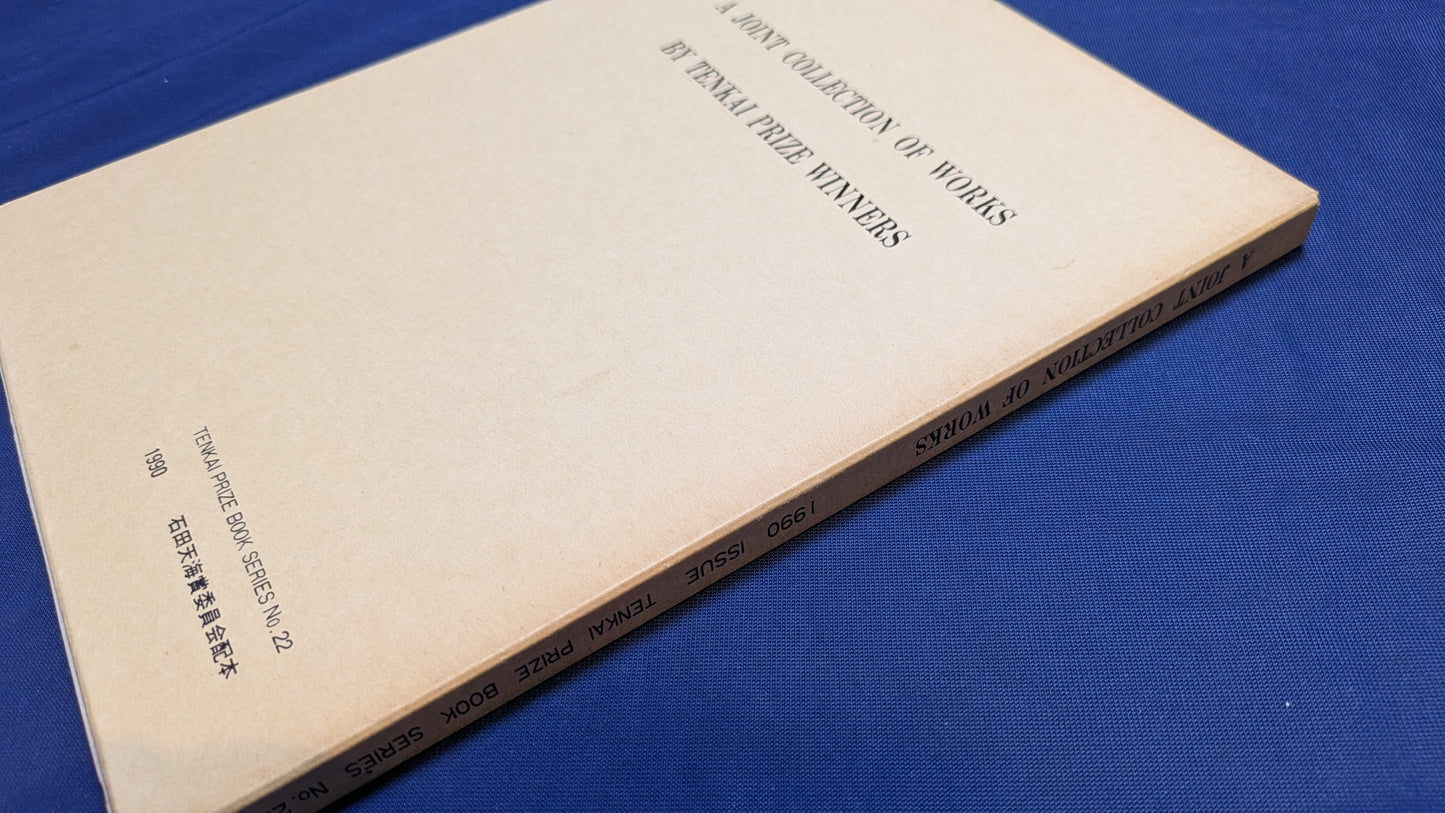 A JOINT COLLECTION OF WORKS
BY TENKAI PRIZE WINNERS
TENKAI PRIZE BOOK SERIES No. 22
1990 石田天海賞委員会配本
A JOINT COLLECTION OF WORKS 1990 ISSUE TENKAI PRIZE BOOK SERIES No.